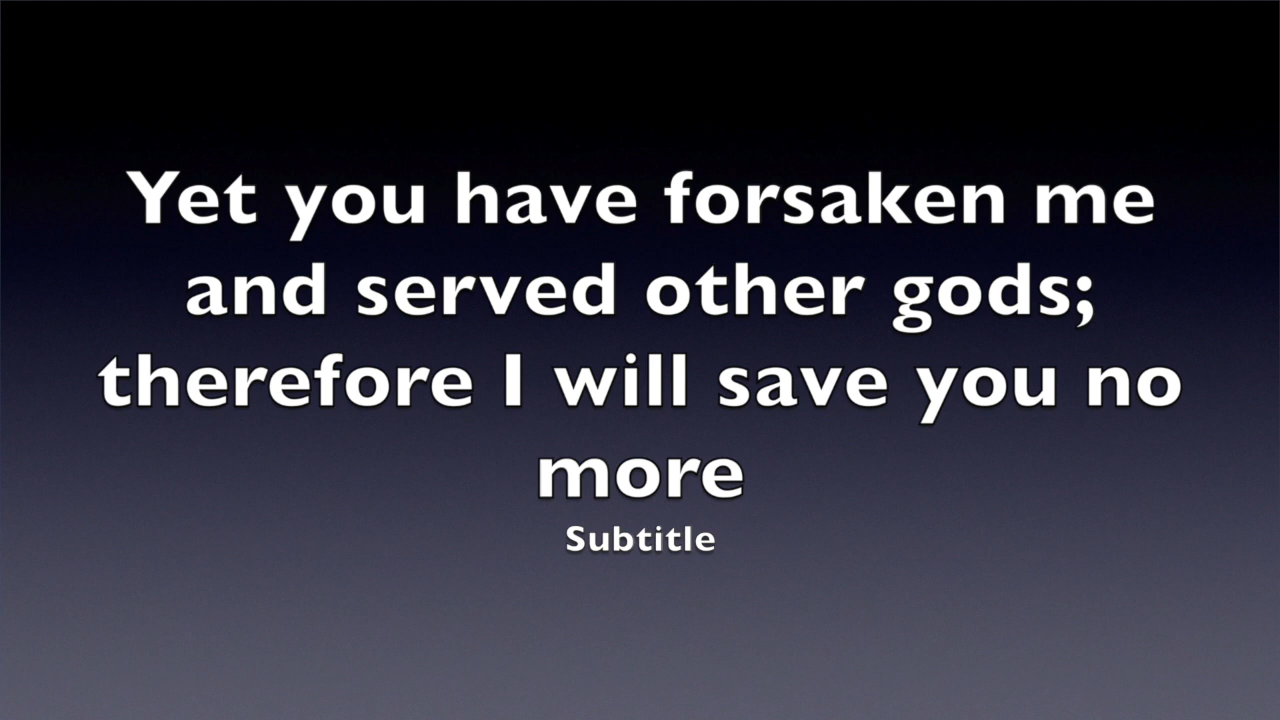 Yet you have forsaken me
and served other gods;
therefore I will save you no
more
Subtitle